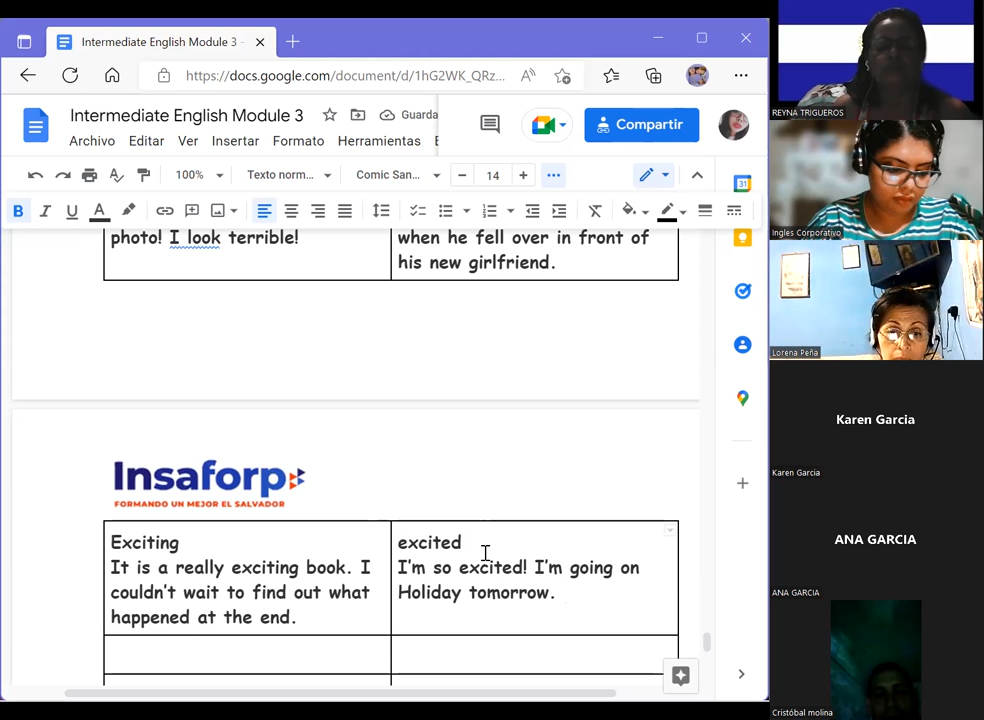 Intermediate English Module 3 -
https://docs.google.com/document/d/1hG2WK_QRz...
Intermediate English Module 3
Guarda
Compartir
Archivo Editar Ver Insertar Formato Herramientas E
100% Texto norm... Comic San... 14
photo! I look terrible!
when he fell over in front of
his new girlfriend.
Insaforp
FORMANDO UN MEJOR EL SALVADOR
Exciting
It is a really exciting book. I
couldn't wait to find out what
happened at the end.
excited
I'm so excited! I'm going on
Holiday tomorrow.
REYNA TRIGUEROS
Ingles Corporativo
Lorena Peña
Karen Garcia
Karen Garcia
ANA GARCIA
ANA GARCIA
Cristóbal molina